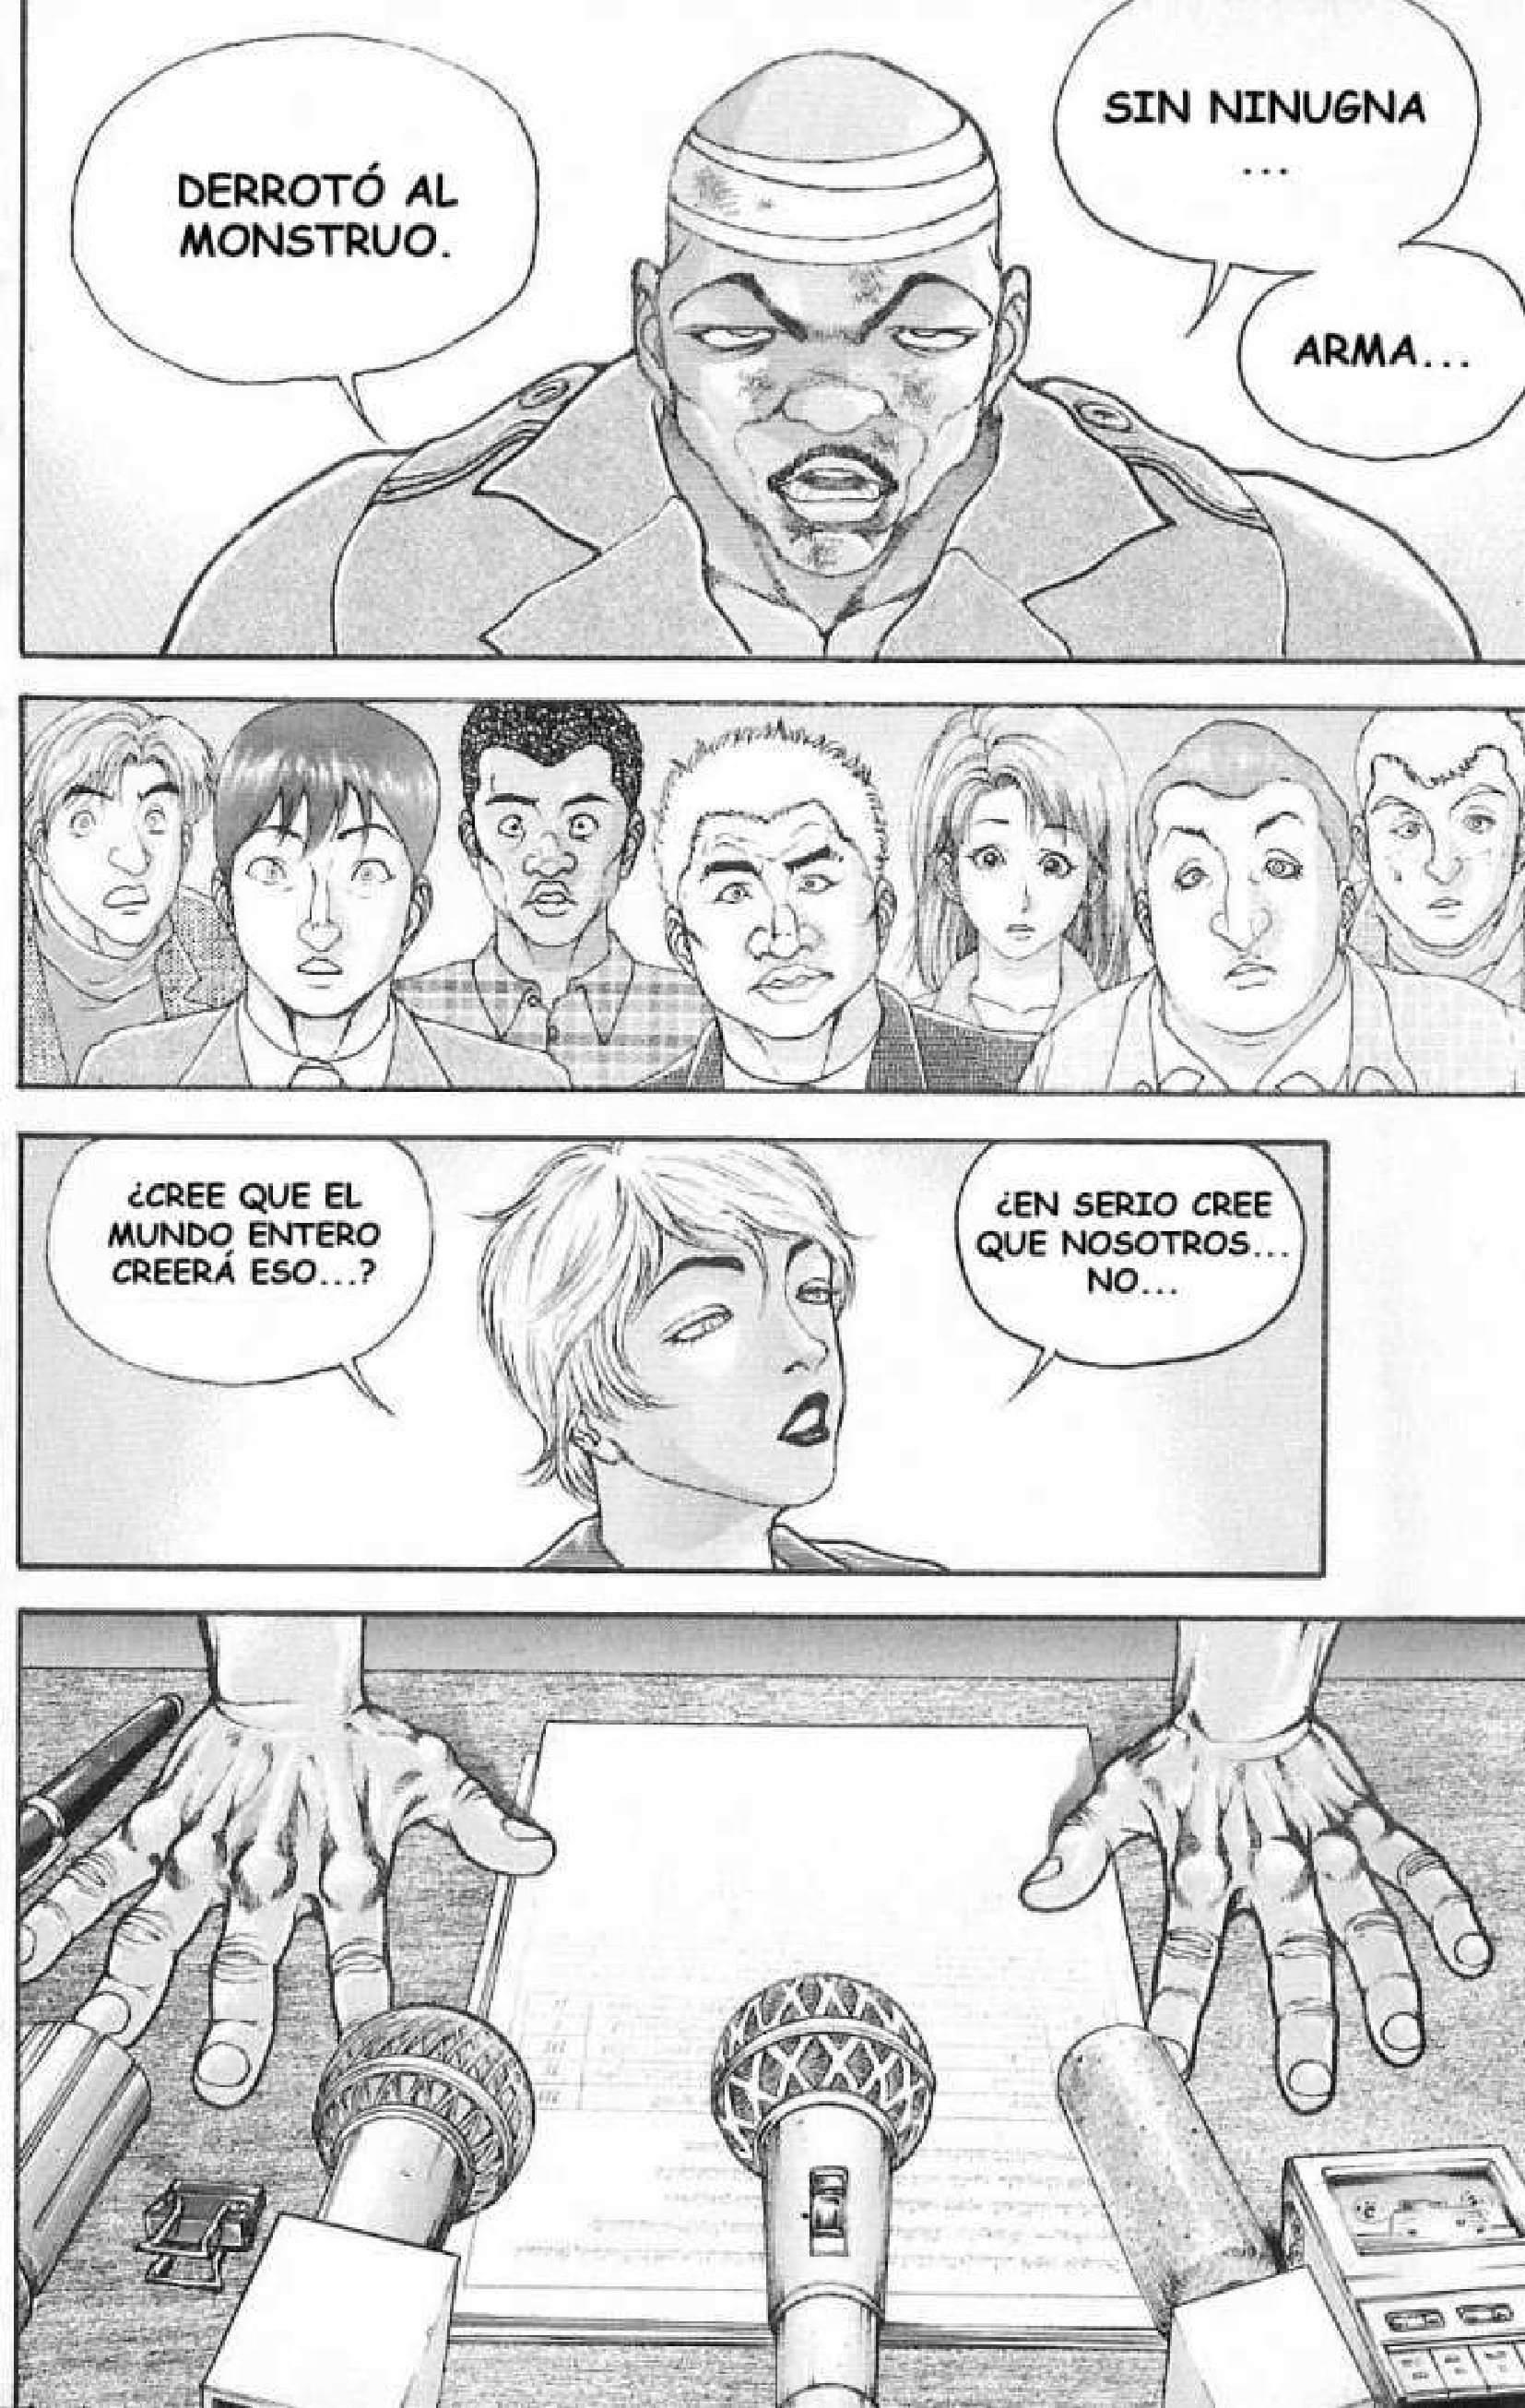 SIN NINUGNA
...
ARMA...
DERROTÓ AL
MONSTRUO.
¿EN SERIO CREE
QUE NOSOTROS...
NO...
¿CREE QUE EL
MUNDO ENTERO
CREERÁ ESO...?